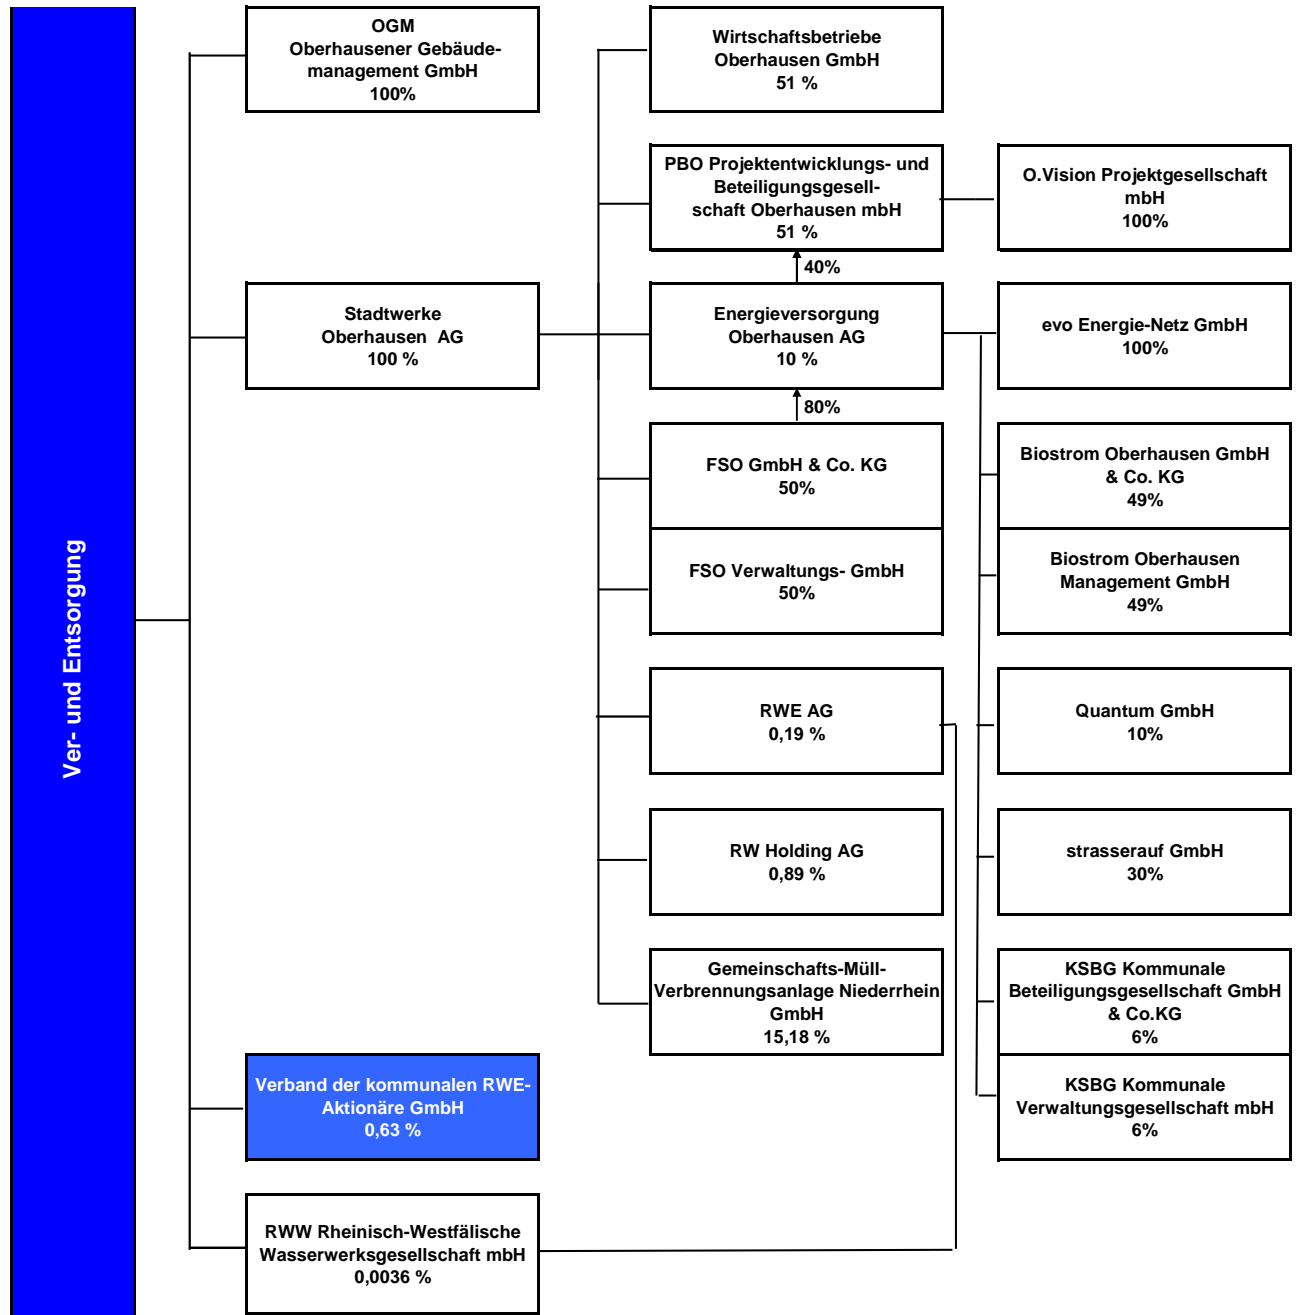 Ver- und Entsorgung
OGM
Oberhausener Gebäude-
management GmbH
100%
Stadtwerke
Oberhausen AG
100 %
Verband der kommunalen RWE-
Aktionäre GmbH
0,63 %
RWW Rheinisch-Westfälische
Wasserwerksgesellschaft mbH
0,0036 %
Wirtschaftsbetriebe
Oberhausen GmbH
51 %
PBO Projektentwicklungs- und
Beteiligungsgesell-
schaft Oberhausen mbH
51 %
40%
Energieversorgung
Oberhausen AG
10 %
80%
FSO GmbH & Co. KG
50%
FSO Verwaltungs- GmbH
50%
RWE AG
0,19 %
RW Holding AG
0,89 %
Gemeinschafts-Müll-
Verbrennungsanlage Niederrhein
GmbH
15,18 %
O.Vision Projektgesellschaft
mbH
100%
evo Energie-Netz GmbH
100%
Biostrom Oberhausen GmbH
& Co. KG
49%
Biostrom Oberhausen
Management GmbH
49%
Quantum GmbH
10%
strasserauf GmbH
30%
KSBG Kommunale
Beteiligungsgesellschaft GmbH
& Co.KG
6%
KSBG Kommunale
Verwaltungsgesellschaft mbH
6%